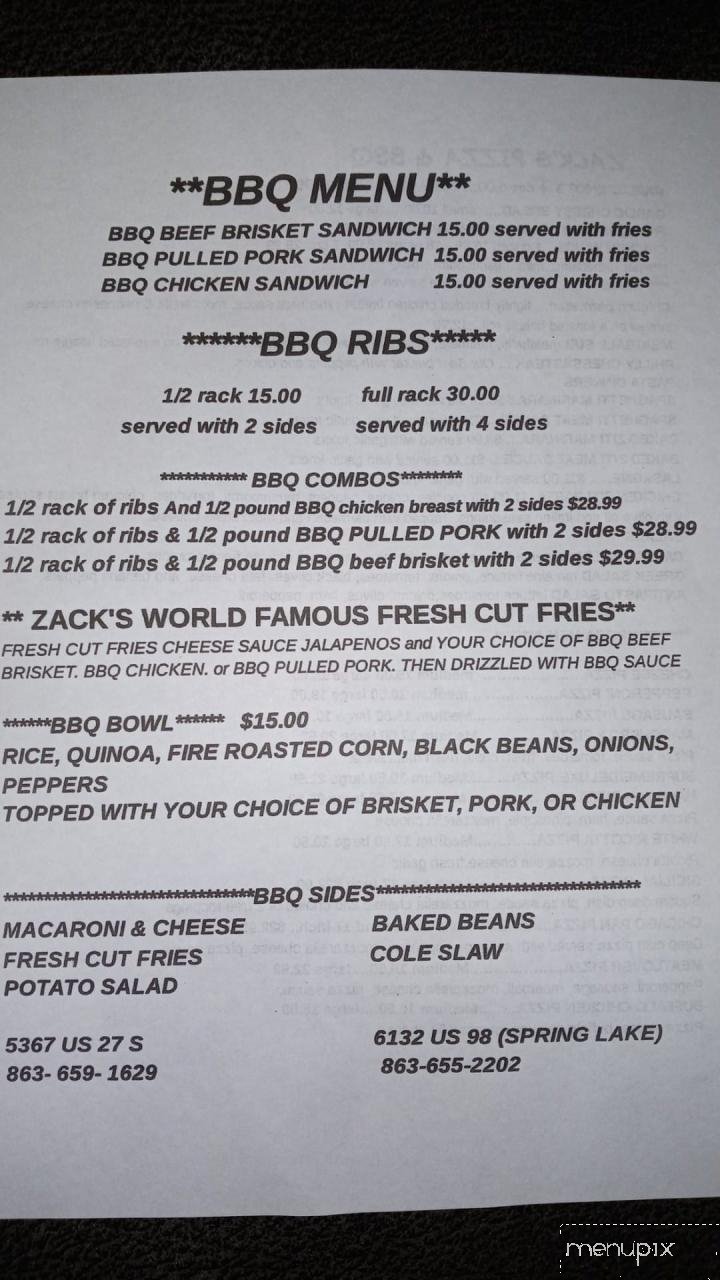 **BBQ MENU**
BBQ BEEF BRISKET SANDWICH 15.00 served with fries
BBQ PULLED PORK SANDWICH 15.00 served with fries
BBQ CHICKEN SANDWICH 15.00 served with fries
******BBQ RIBS*****
1/2 rack 15.00 full rack 30.00
served with 2 sides served with 4 sides
*********** BBQ COMBOS********
1/2 rack of ribs And 1/2 pound BBQ chicken breast with 2 sides $28.99
1/2 rack of ribs & 1/2 pound BBQ PULLED PORK with 2 sides $28.99
1/2 rack of ribs & 1/2 pound BBQ beef brisket with 2 sides $29.99
** ZACK'S WORLD FAMOUS FRESH CUT FRIES**
FRESH CUT FRIES CHEESE SAUCE JALAPENOS and YOUR CHOICE OF BBQ BEEF
BRISKET. BBQ CHICKEN. or BBQ PULLED PORK. THEN DRIZZLED WITH BBQ SAUCE
******BBQ BOWL****** $15.00
RICE, QUINOA, FIRE ROASTED CORN, BLACK BEANS, ONIONS,
PEPPERS
TOPPED WITH YOUR CHOICE OF BRISKET, PORK, OR CHICKEN
********************************BBQ SIDES**********************************
MACARONI & CHEESE BAKED BEANS
FRESH CUT FRIES COLE SLAW
POTATO SALAD
5367 US 27 S 6132 US 98 (SPRING LAKE)
863- 659- 1629 863-655-2202
menupix